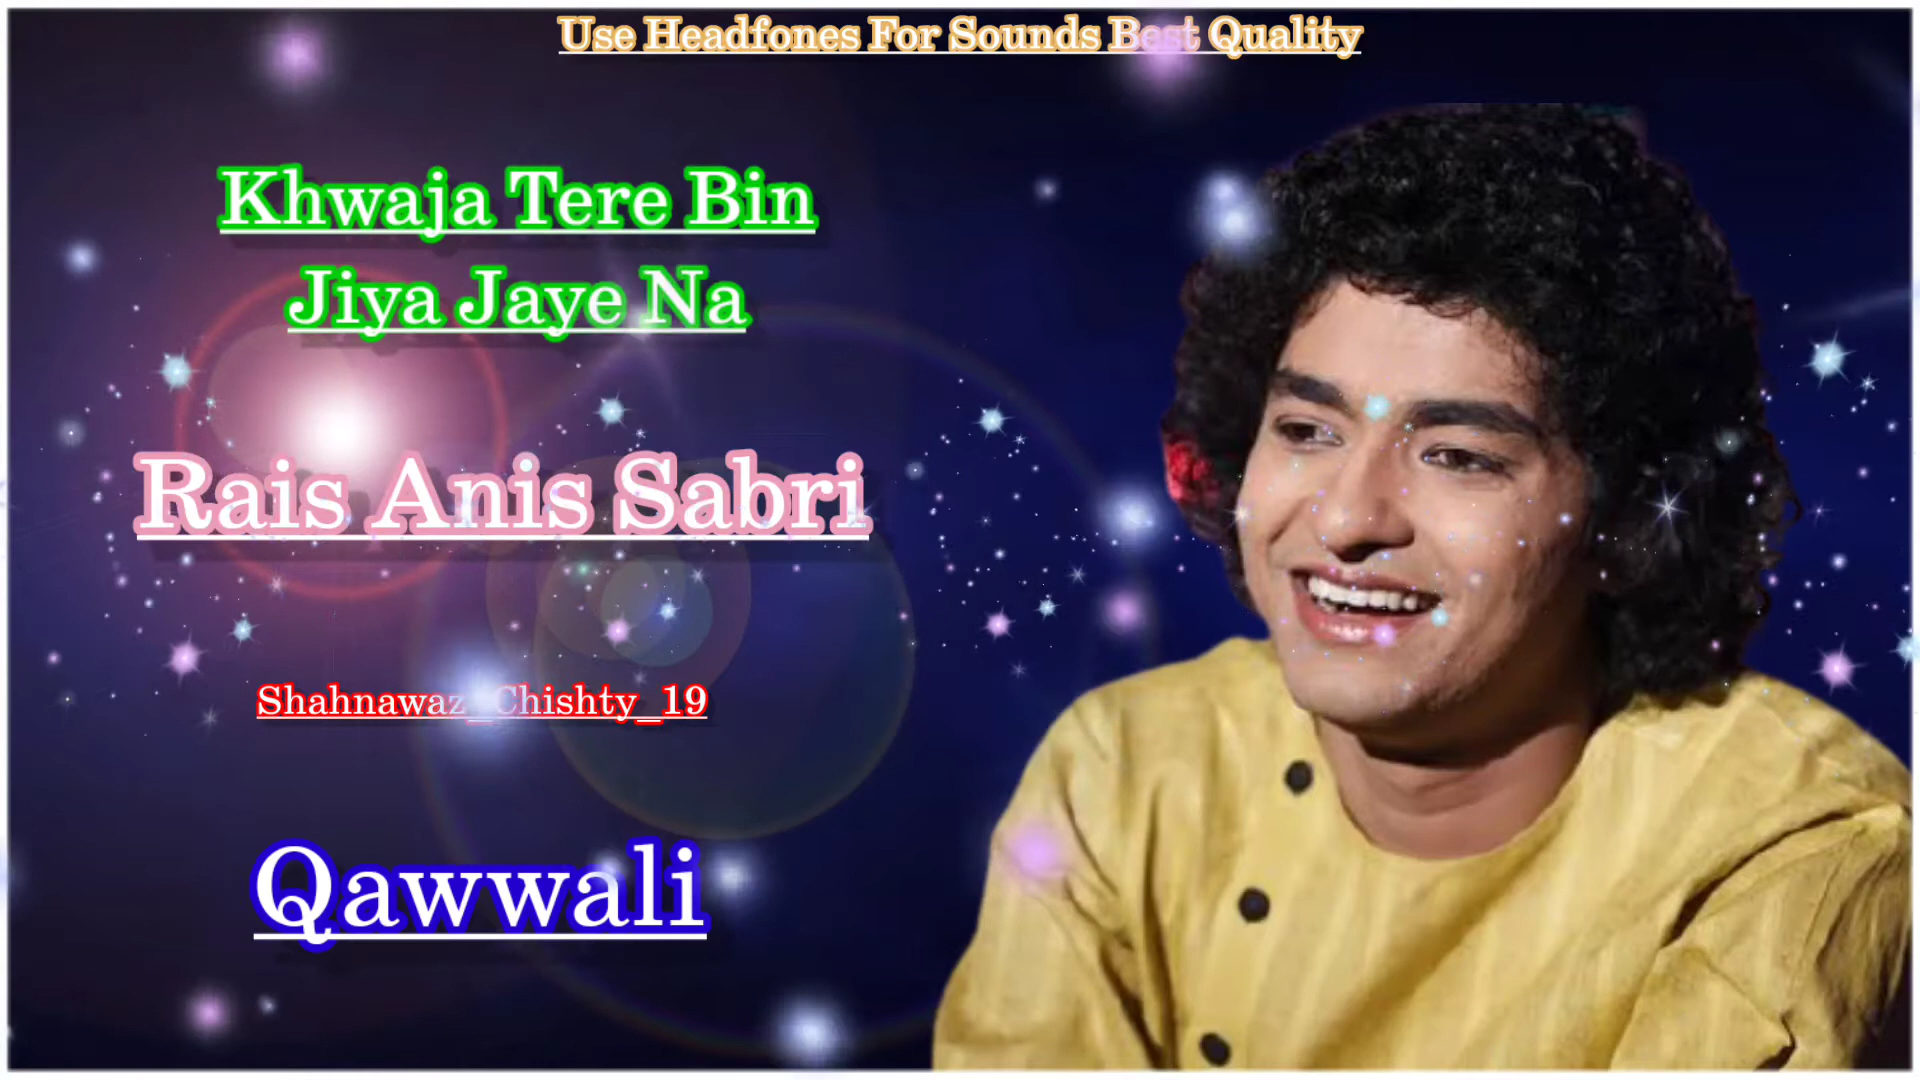 Use Headfones For Sounds Best Quality
Khwaja Tere Bin
Jiya Jaye Na
Rais Anis Sabri
Shahnawaz_Chishty_19
Qawwali